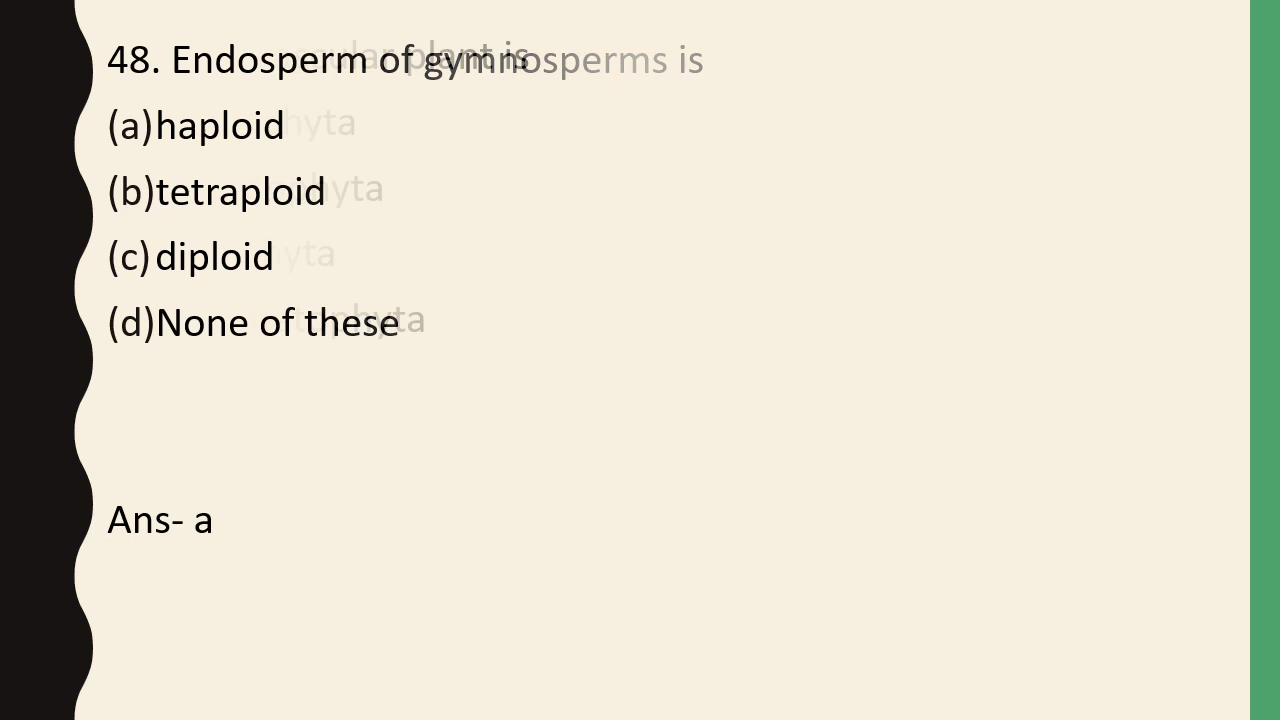 48. Endosperm of gymnosperms is
(a) haploid
(b) tetraploid
(c) diploid
(d) None of these
Ans- a